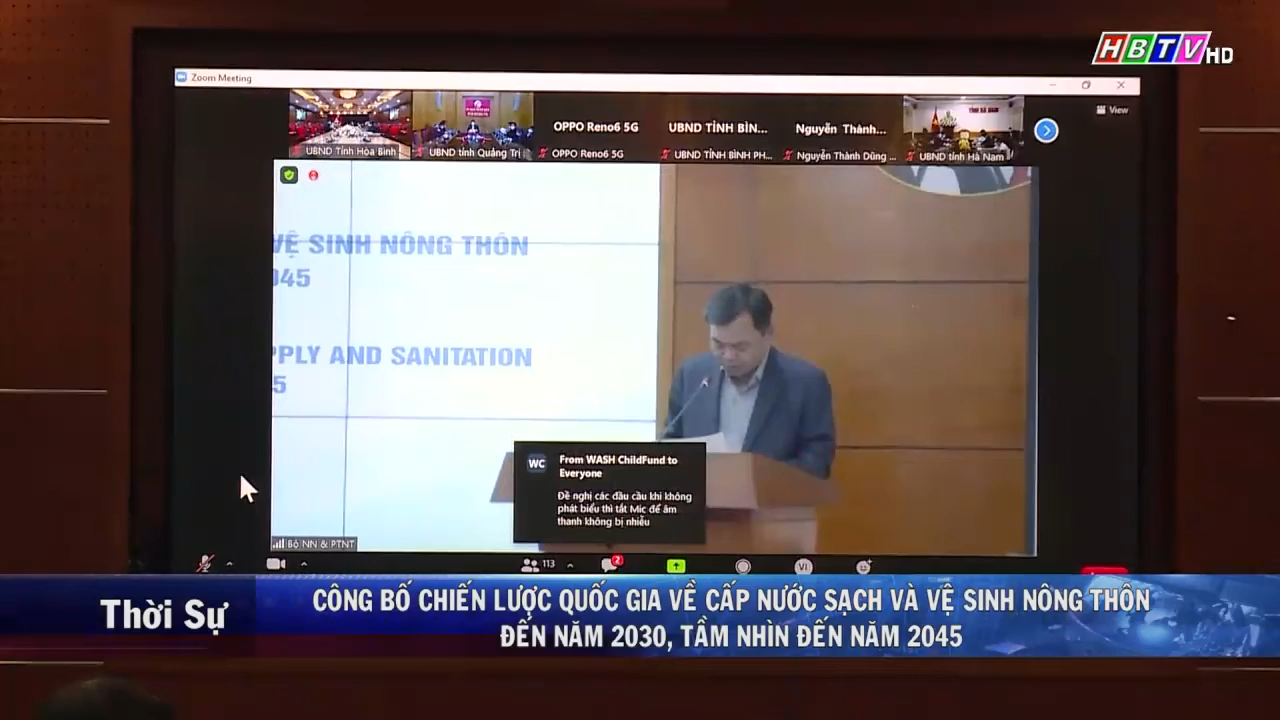 HBTV HD
Zoom Meeting
View
OPPO Reno6 5G
UBND TỈNH BÌN...
Nguyễn Thành...
UBND Tỉnh Hòa Bình
UBND tỉnh Quảng Trị
OPPO Reno6 5G
UBND TỈNH BÌNH PH...
Nguyễn Thành Dũng ...
UBND tỉnh Hà Nam
VỆ SINH NÔNG THÔN
045
PPLY AND SANITATION
5
WC
From WASH ChildFund to
Everyone
Đề nghị các đầu cầu khi không
phát biểu thì tắt Mic để âm
thanh không bị nhiễu
Bộ NN & PTNT
113
2
VI
Thời Sự
CÔNG BỐ CHIẾN LƯỢC QUỐC GIA VỀ CẤP NƯỚC SẠCH VÀ VỆ SINH NÔNG THÔN
ĐẾN NĂM 2030, TẦM NHÌN ĐẾN NĂM 2045